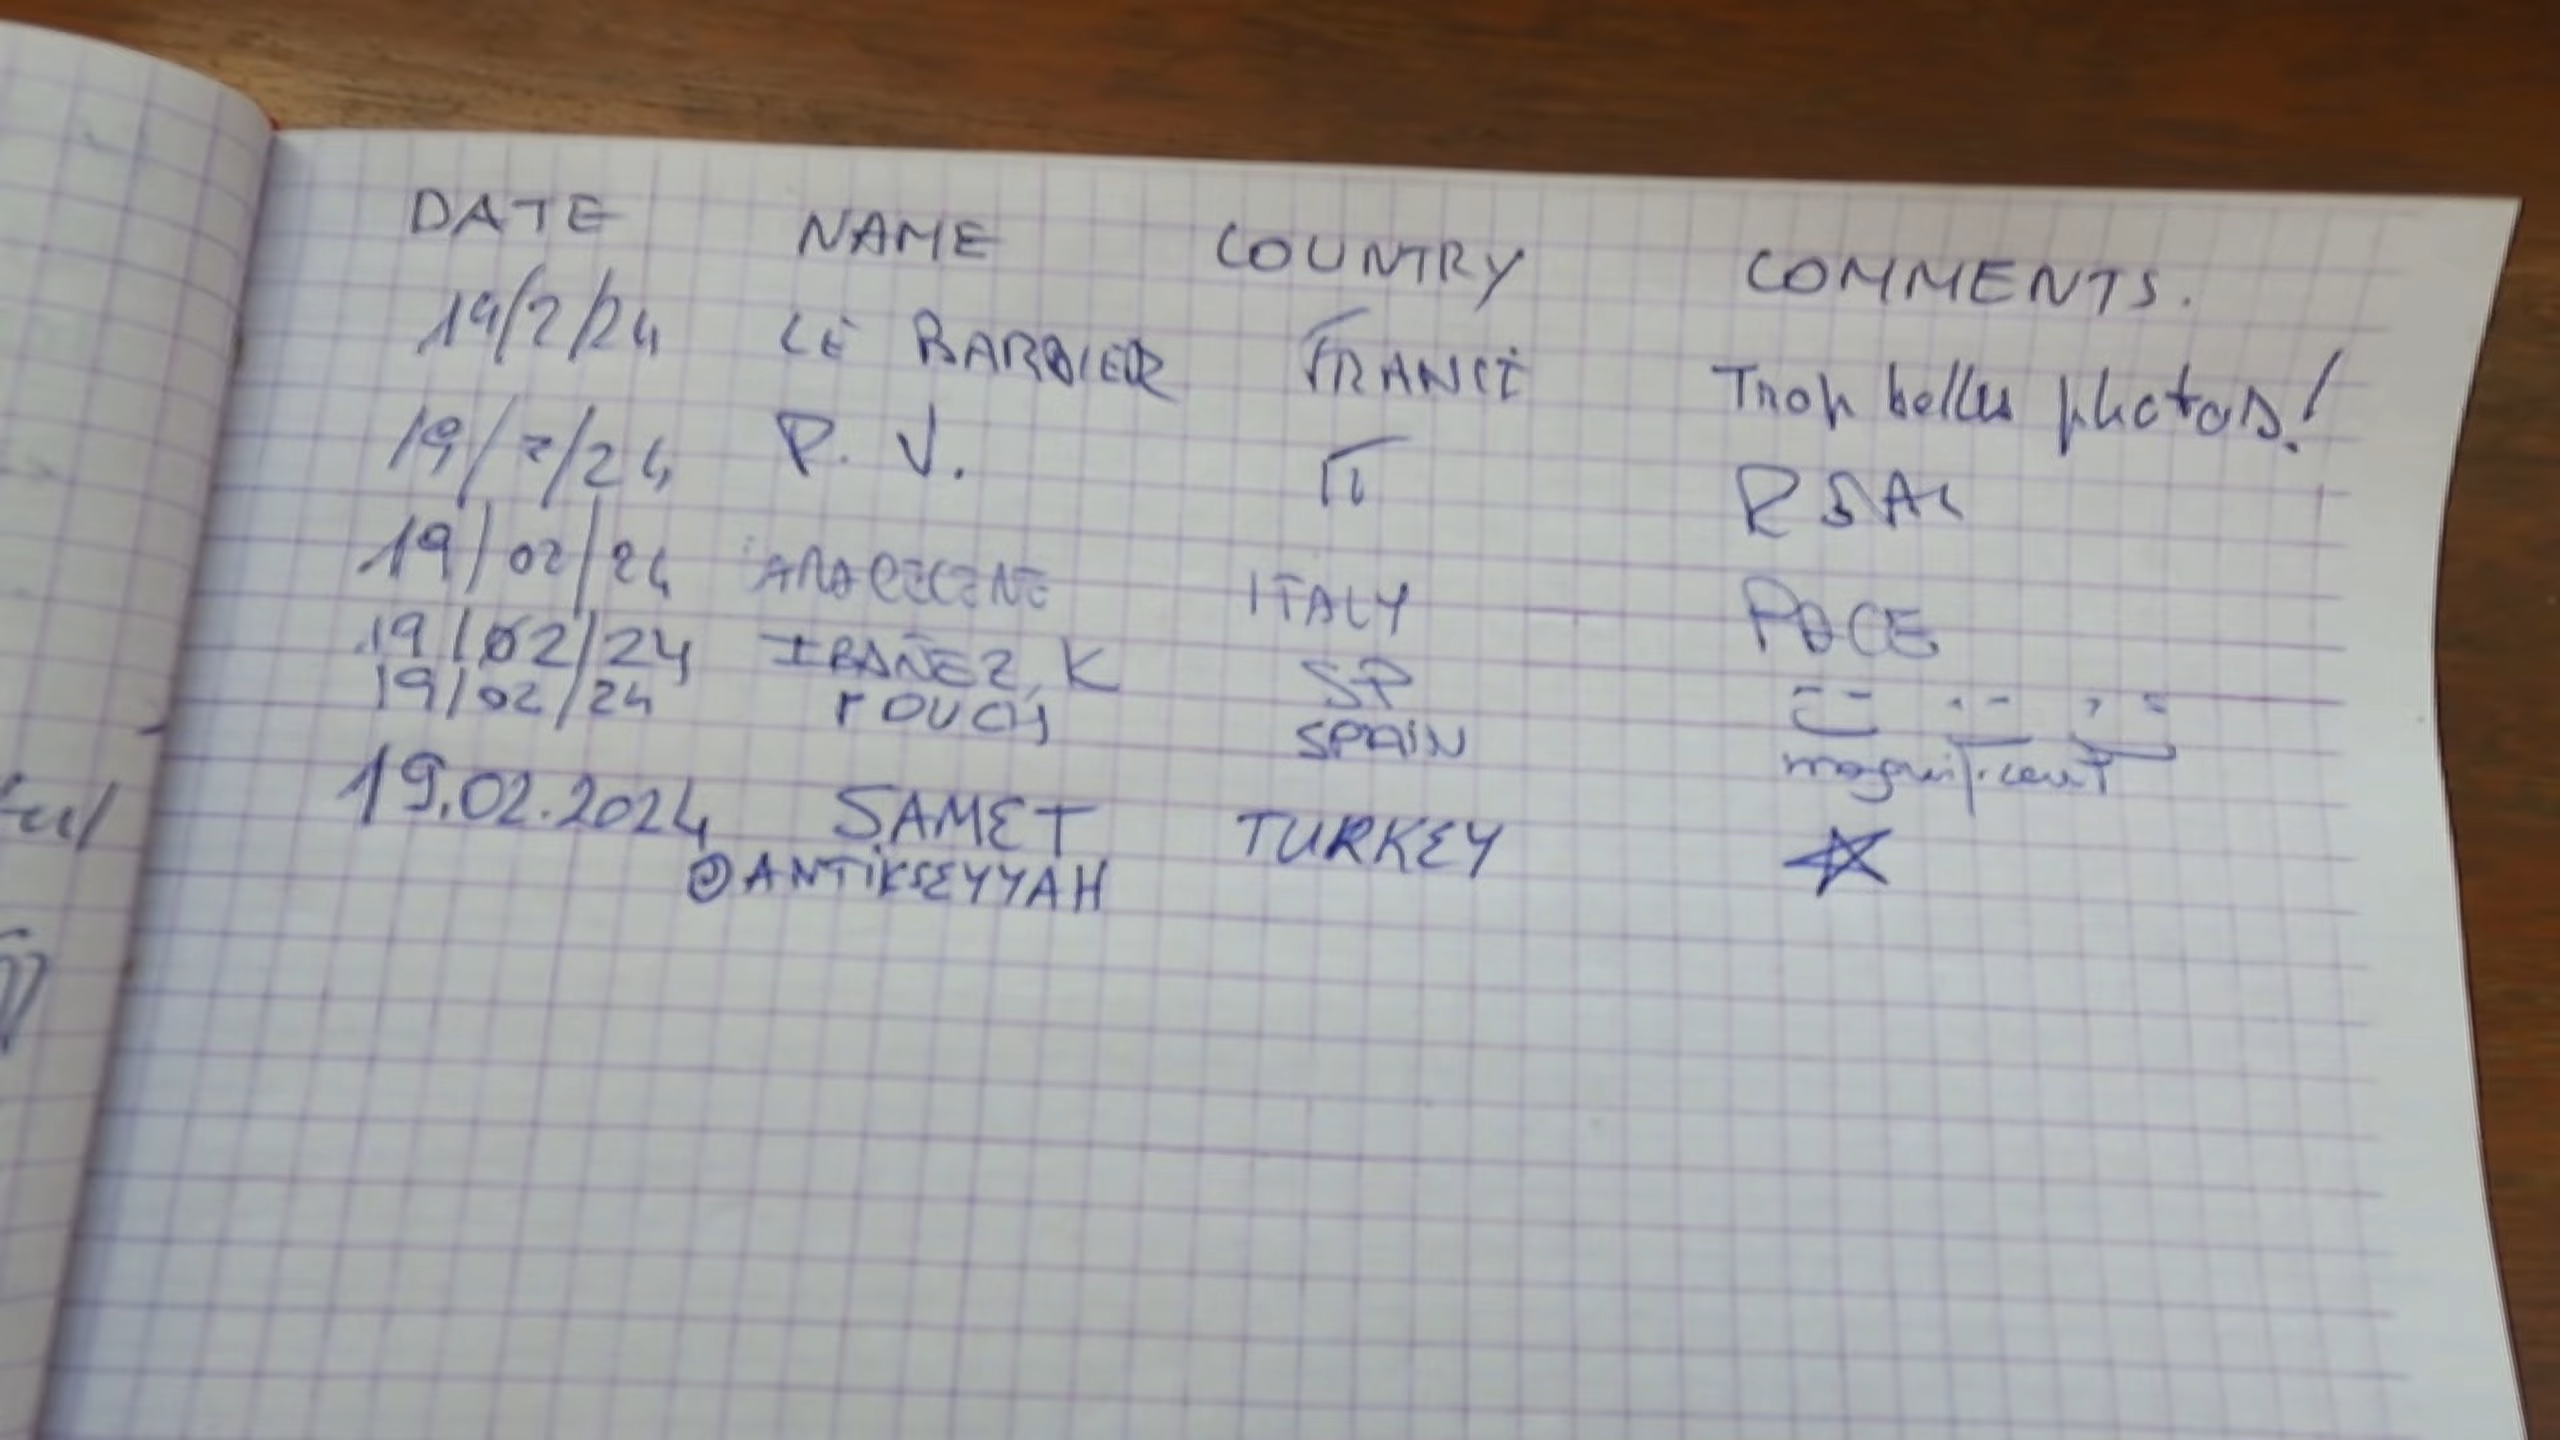 DATE NAME COUNTRY COMMENTS.
19/2/24 LE BARBIER FRANCE Trop belles photos!
19/2/24 P. V.
19/02/24 ITALY PACE
19/02/24 IBAÑEZ, K SP
19/02/24 SPAIN magnificent
19.02.2024 SAMET TURKEY
@ANTIKSEYYAH